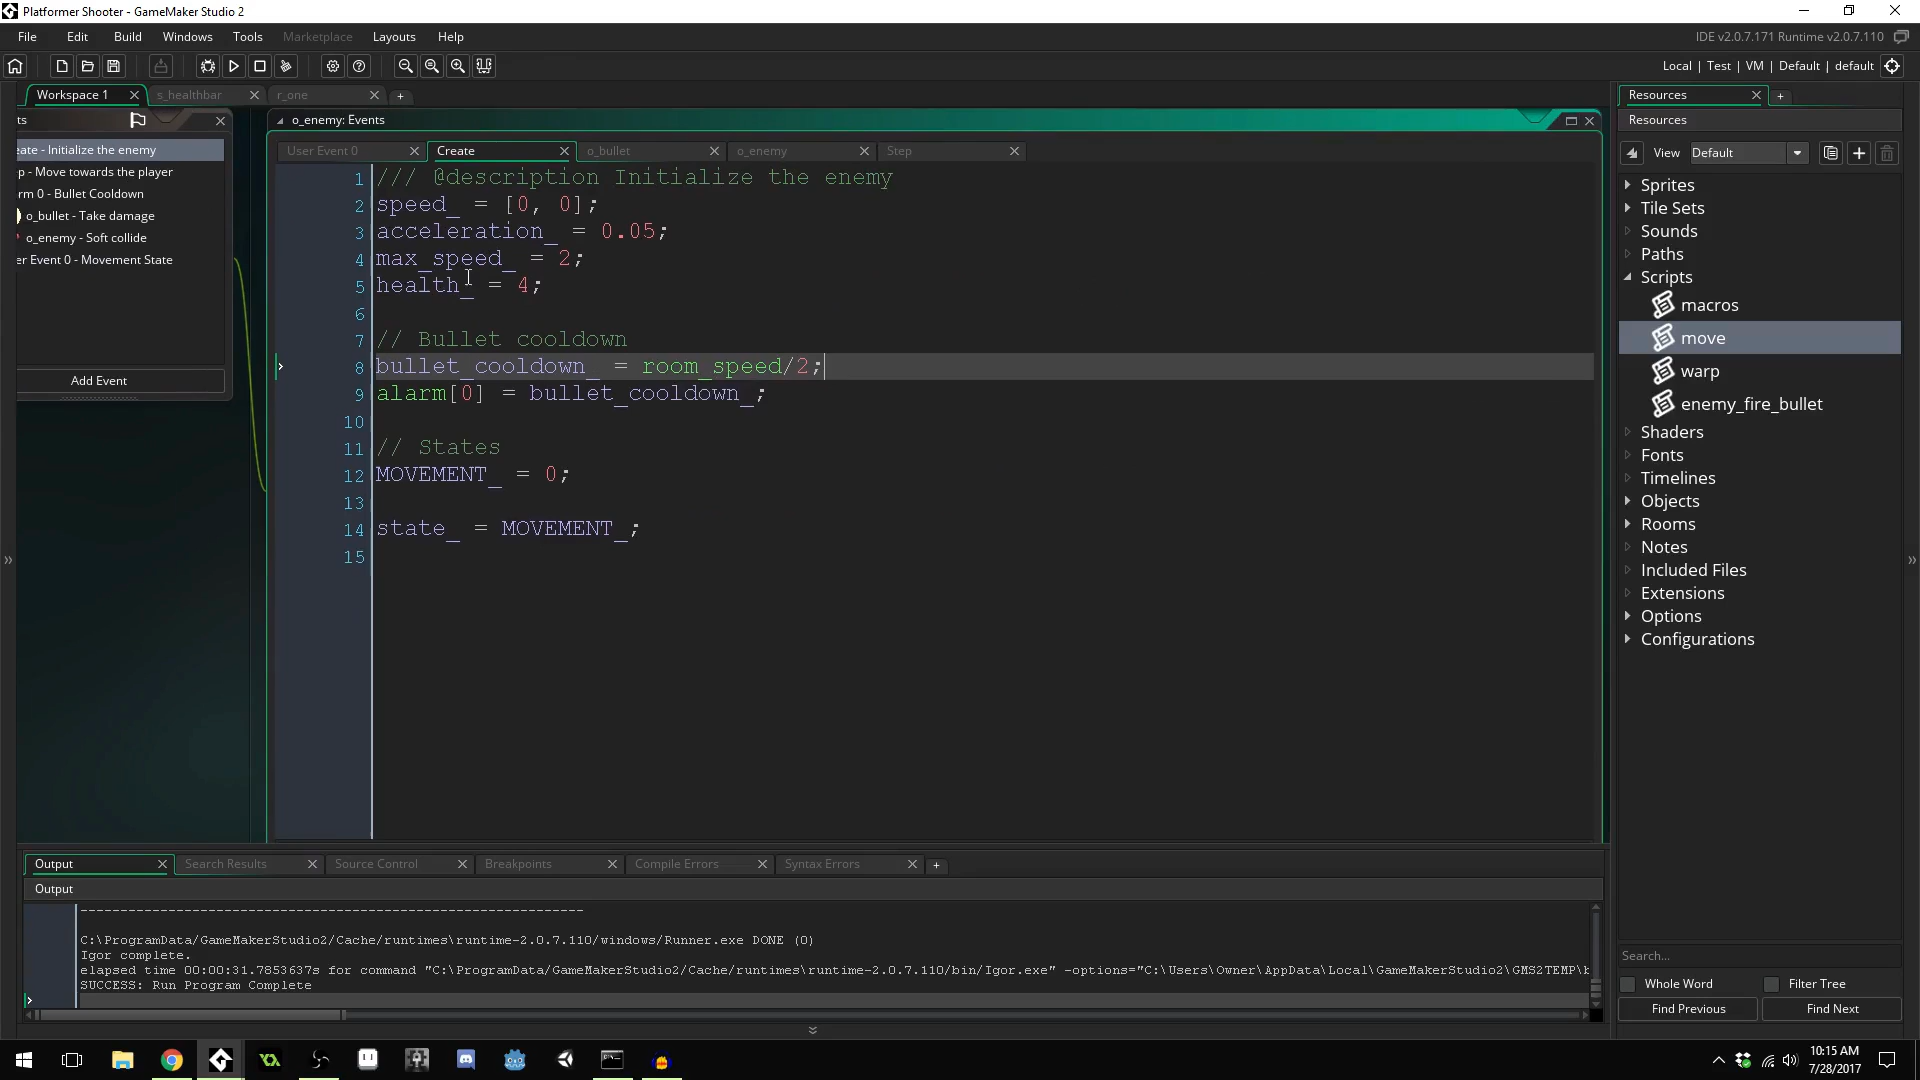 Platformer Shooter - GameMaker Studio 2
File Edit Build Windows Tools Marketplace Layouts Help
IDE v2.0.7.171 Runtime v2.0.7.110
Local | Test | VM | Default | default
Workspace 1 s_healthbar r_one
Resources
Resources
View Default
ts
eate - Initialize the enemy
p - Move towards the player
rm 0 - Bullet Cooldown
o_bullet - Take damage
o_enemy - Soft collide
er Event 0 - Movement State
Add Event
o_enemy: Events
User Event 0 Create o_bullet o_enemy Step
1 /// @description Initialize the enemy
2 speed_ = [0, 0];
3 acceleration_ = 0.05;
4 max_speed_ = 2;
5 health_ = 4;
6
7 // Bullet cooldown
8 bullet_cooldown_ = room_speed/2;
9 alarm[0] = bullet_cooldown_;
10
11 // States
12 MOVEMENT_ = 0;
13
14 state_ = MOVEMENT_;
15
Sprites
Tile Sets
Sounds
Paths
Scripts
macros
move
warp
enemy_fire_bullet
Shaders
Fonts
Timelines
Objects
Rooms
Notes
Included Files
Extensions
Options
Configurations
Search...
Whole Word Filter Tree
Find Previous Find Next
Output Search Results Source Control Breakpoints Compile Errors Syntax Errors
Output
C:\ProgramData/GameMakerStudio2/Cache/runtimes\runtime-2.0.7.110/windows/Runner.exe DONE (0)
Igor complete.
elapsed time 00:00:31.7853637s for command "C:\ProgramData/GameMakerStudio2/Cache/runtimes\runtime-2.0.7.110/bin/Igor.exe" -options="C:\Users\Owner\AppData\Local\GameMakerStudio2\GMS2TEMP\b
SUCCESS: Run Program Complete
10:15 AM
7/28/2017